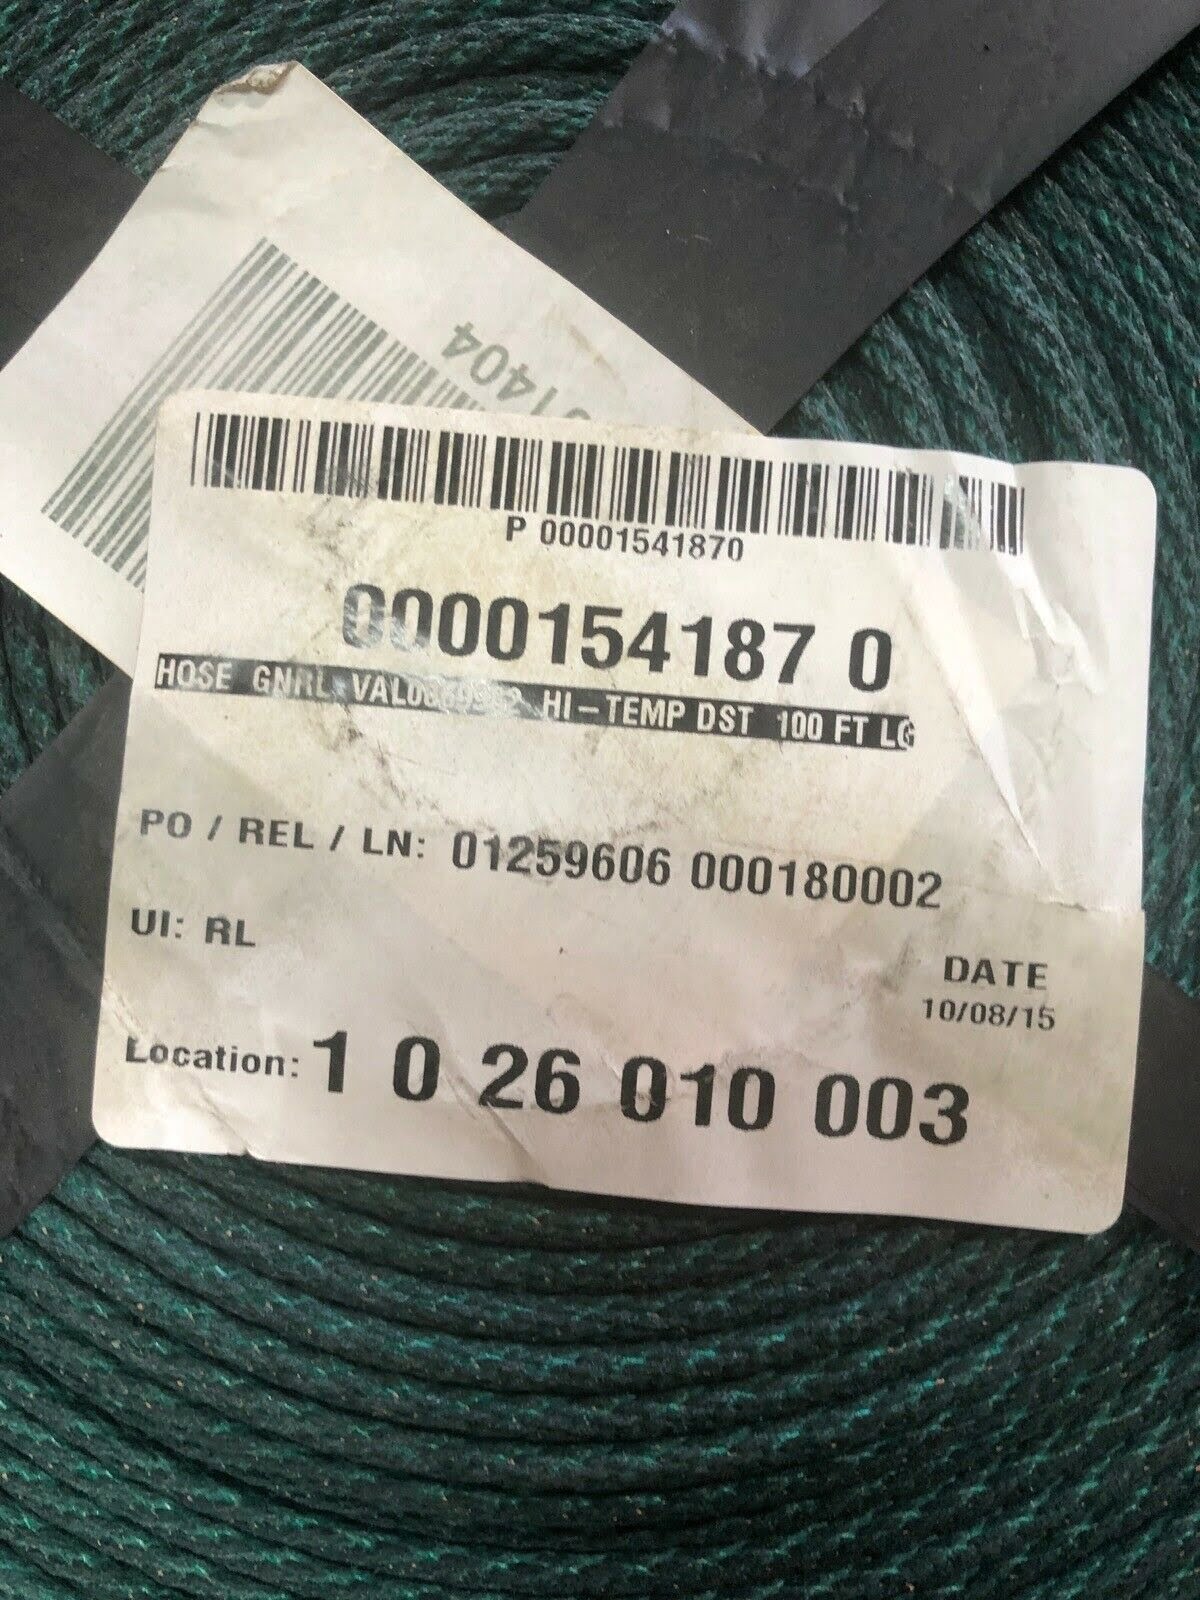 1404
P 00001541870
0000154187 0
HOSE GNRL HI-TEMP DST 100 FT LG
PO / REL / LN: 01259606 000180002
UI: RL
DATE
10/08/15
Location: 1 0 26 010 003